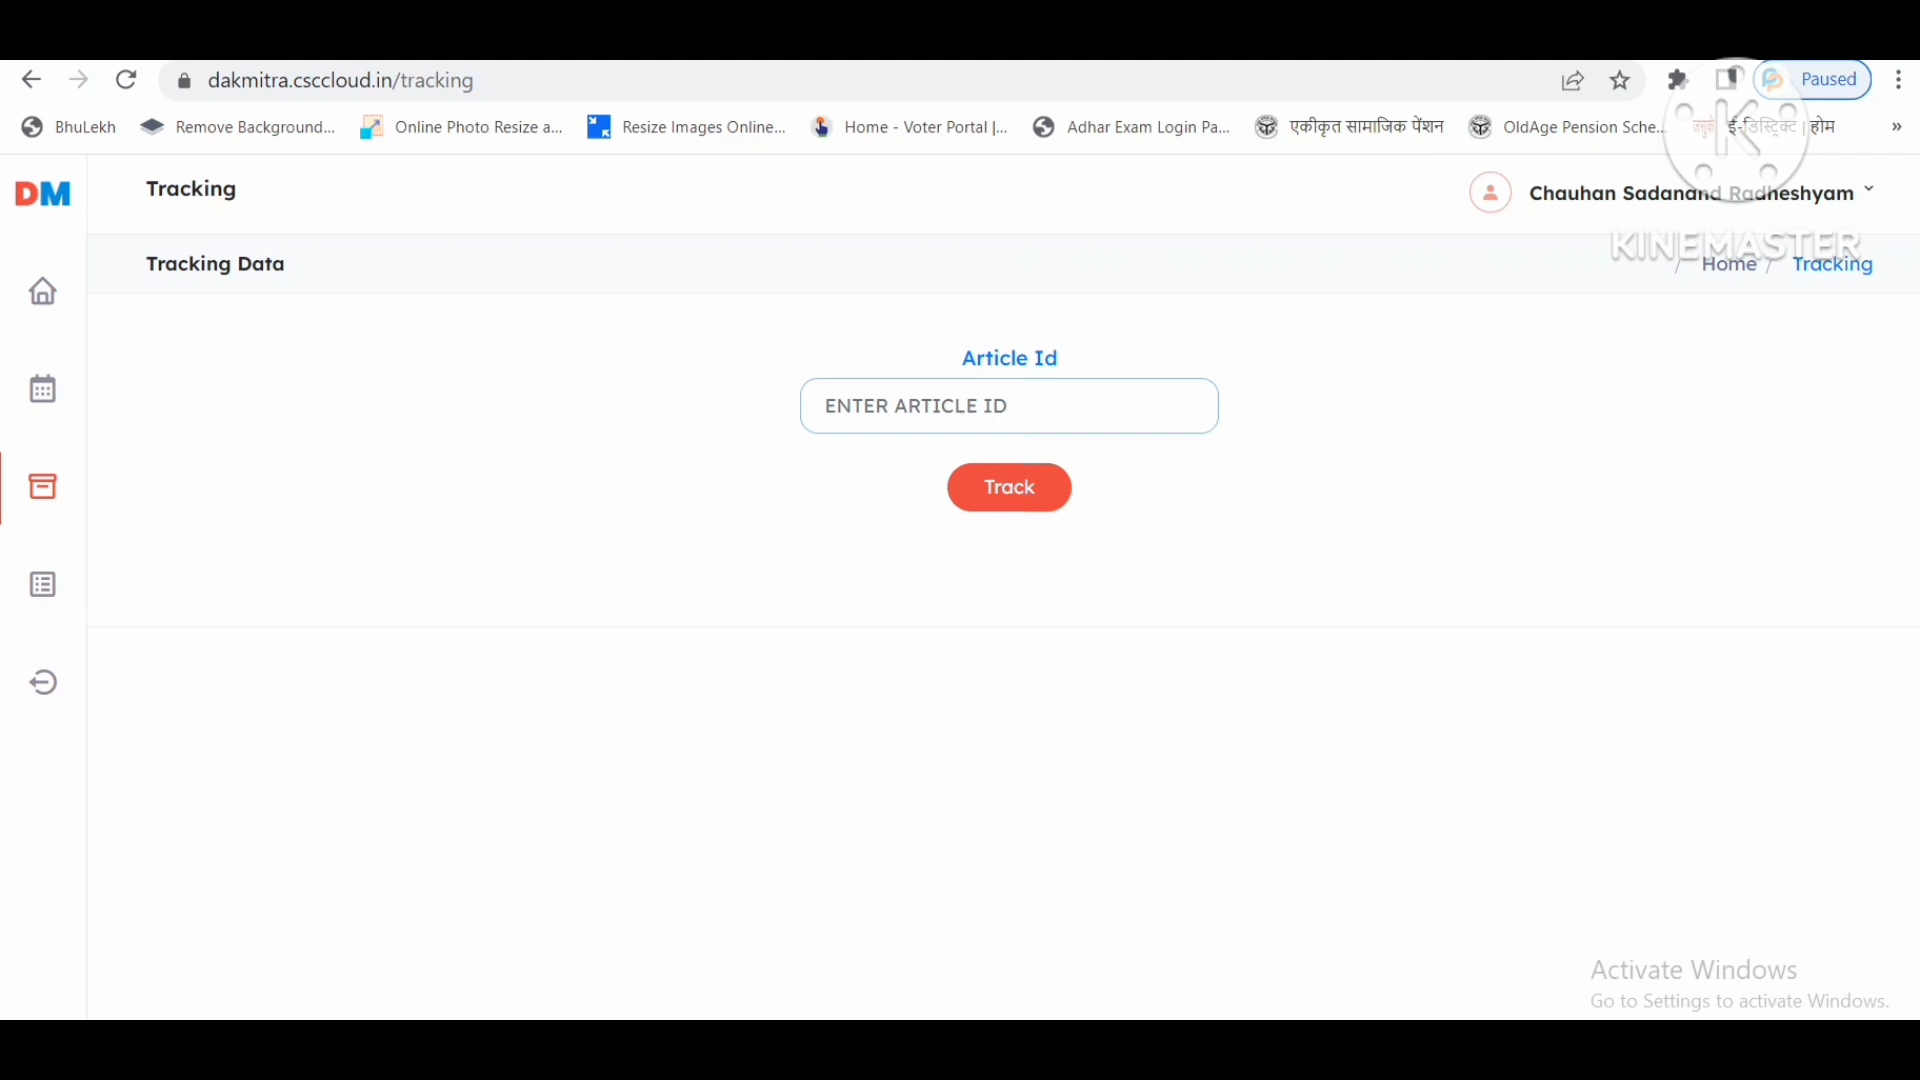 dakmitra.csccloud.in/tracking
Paused
BhuLekh
Remove Background...
Online Photo Resize a...
Resize Images Online...
Home - Voter Portal |...
Adhar Exam Login Pa...
एकीकृत सामाजिक पेंशन
OldAge Pension Sche...
ई-डिस्ट्रिक्ट | होम
»
DM
Tracking
Chauhan Sadanand Radheshyam
K
KINEMASTER
Tracking Data
/ Home / Tracking
Article Id
ENTER ARTICLE ID
Track
Activate Windows
Go to Settings to activate Windows.